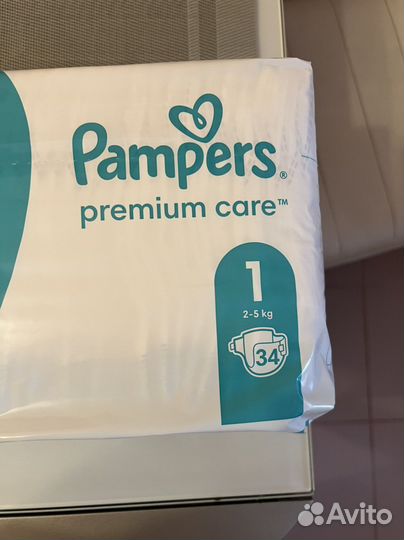 Pampers®
premium care™
1
2-5 kg
34
Avito